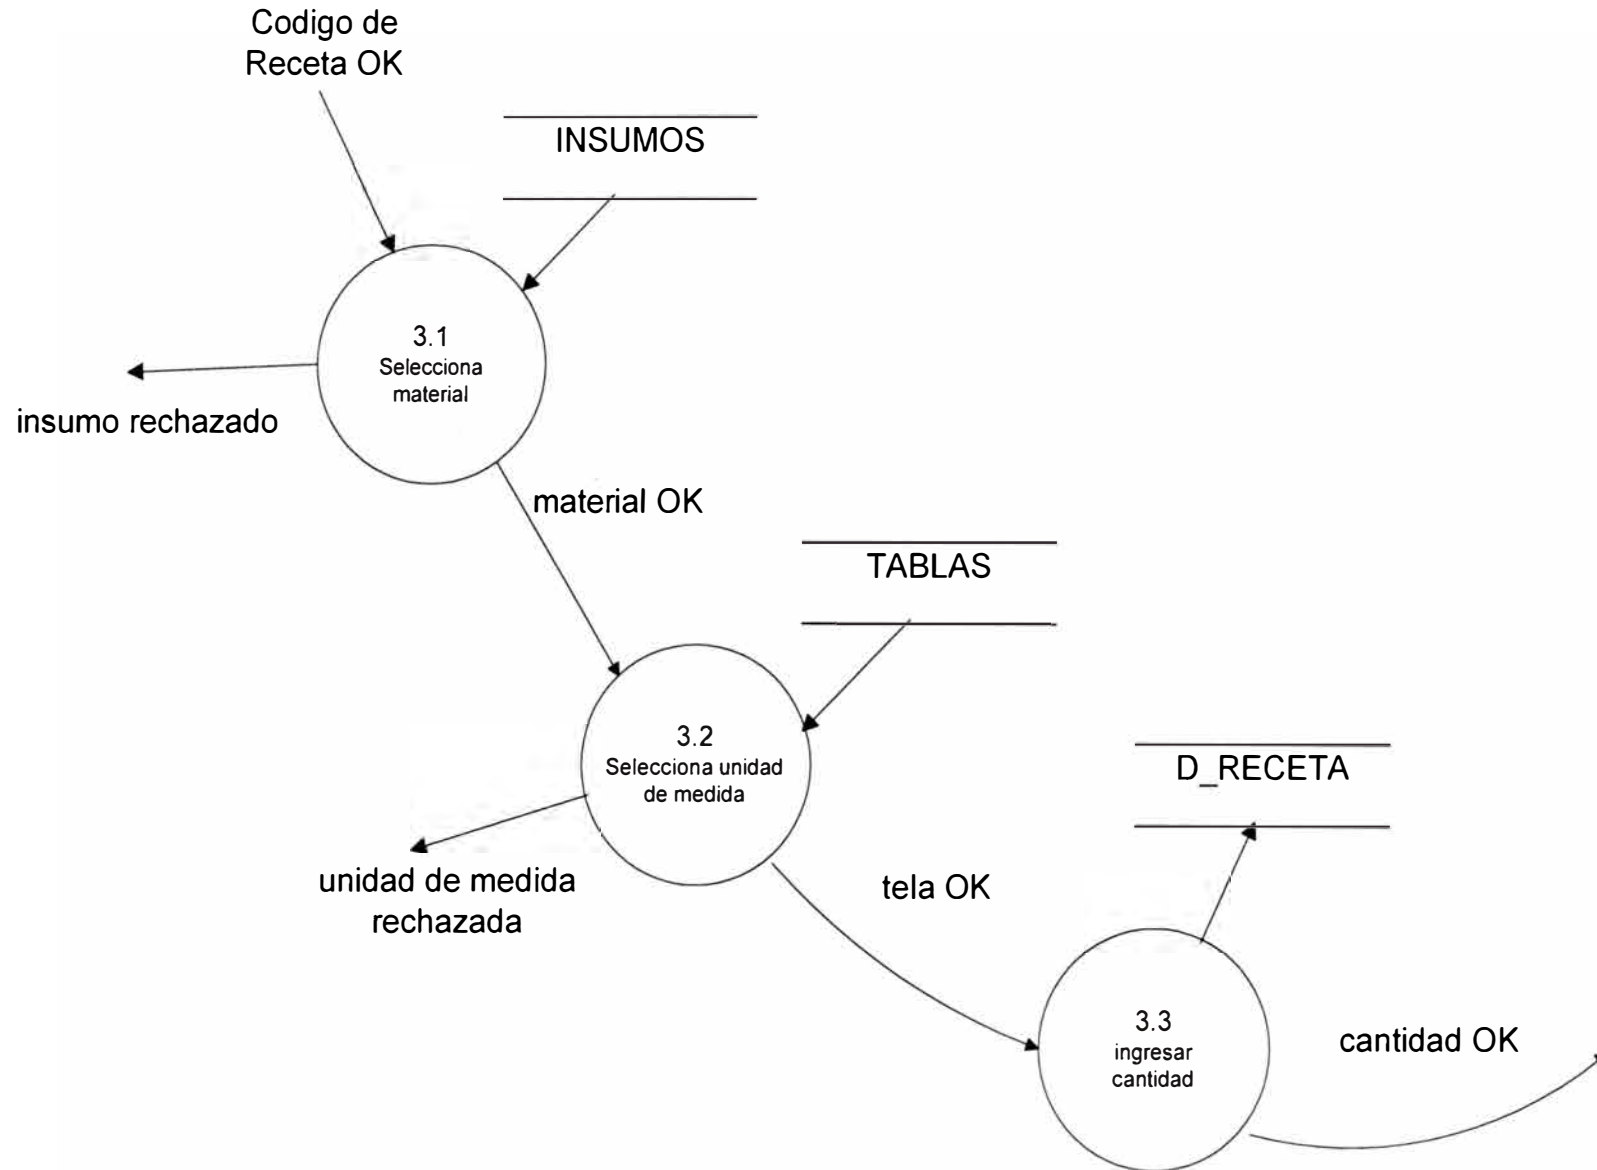 Codigo de
Receta OK
INSUMOS
3.1
Selecciona
material
insumo rechazado
material OK
TABLAS
3.2
Selecciona unidad
de medida
unidad de medida
rechazada
D_RECETA
tela OK
3.3
ingresar
cantidad
cantidad OK